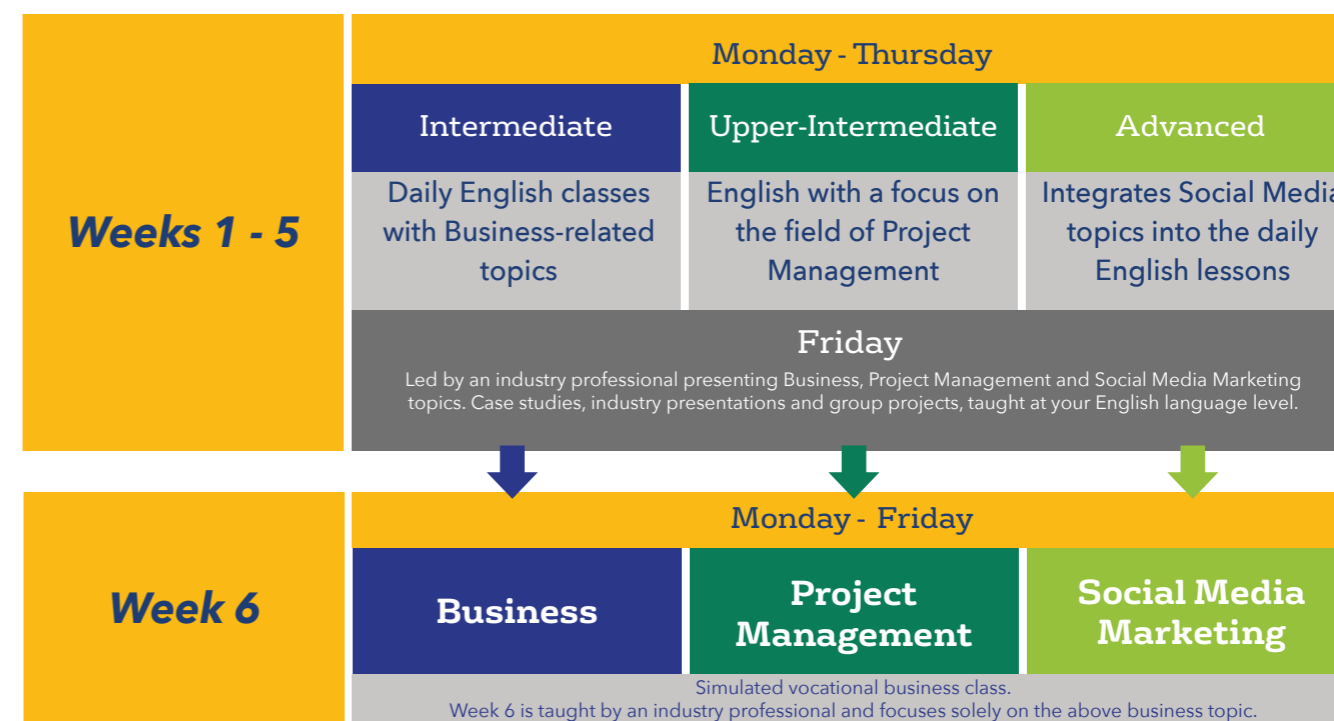 Weeks 1 - 5
Monday - Thursday
Intermediate
Daily English classes
with Business-related
topics
Upper-Intermediate
English with a focus on
the field of Project
Management
Advanced
Integrates Social Media
topics into the daily
English lessons
Friday
Led by an industry professional presenting Business, Project Management and Social Media Marketing
topics. Case studies, industry presentations and group projects, taught at your English language level.
Week 6
Monday - Friday
Business
Project
Management
Social Media
Marketing
Simulated vocational business class.
Week 6 is taught by an industry professional and focuses solely on the above business topic.